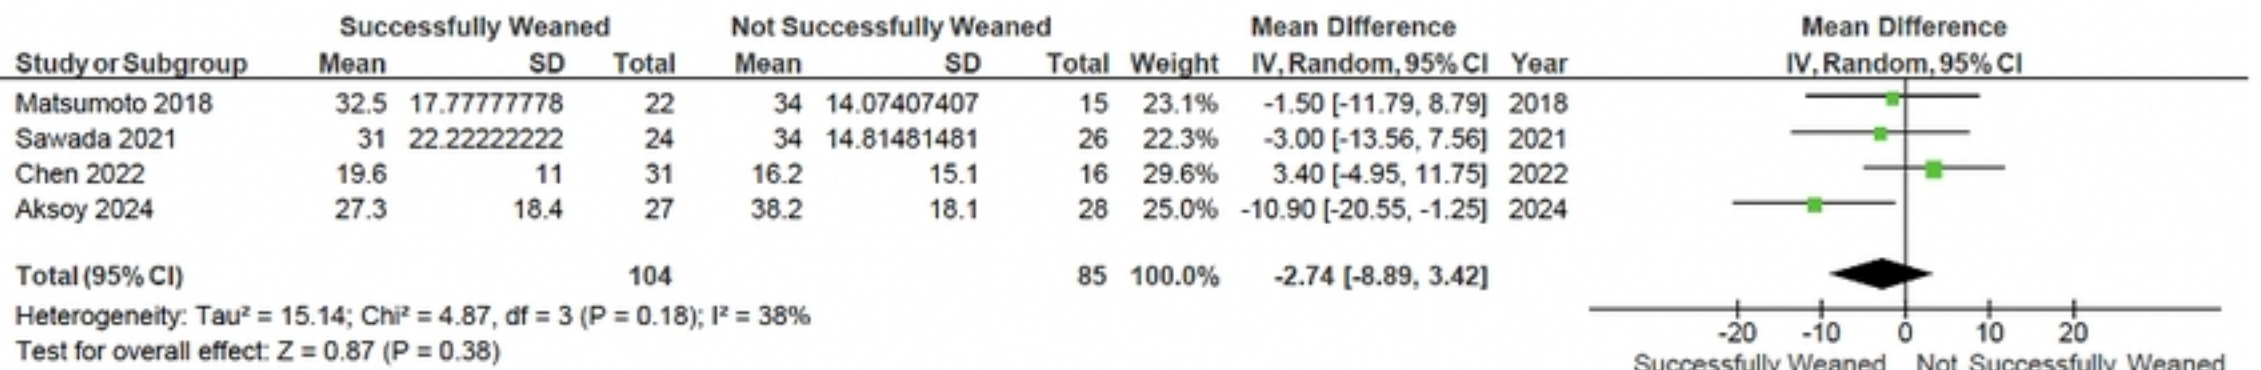 Successfully Weaned Not Successfully Weaned Mean DIfference Mean DIfference
Study or Subgroup Mean SD Total Mean SD Total Weight IV, Random, 95% CI Year IV, Random, 95% CI
Matsumoto 2018 32.5 17.77777778 22 34 14.07407407 15 23.1% -1.50 [-11.79, 8.79] 2018
Sawada 2021 31 22.22222222 24 34 14.81481481 26 22.3% -3.00 [-13.56, 7.56] 2021
Chen 2022 19.6 11 31 16.2 15.1 16 29.6% 3.40 [-4.95, 11.75] 2022
Aksoy 2024 27.3 18.4 27 38.2 18.1 28 25.0% -10.90 [-20.55, -1.25] 2024
Total (95% CI) 104 85 100.0% -2.74 [-8.89, 3.42]
Heterogeneity: Tau² = 15.14; Chi² = 4.87, df = 3 (P = 0.18); I² = 38%
Test for overall effect: Z = 0.87 (P = 0.38)
-20 -10 0 10 20
Successfully Weaned Not Successfully Weaned